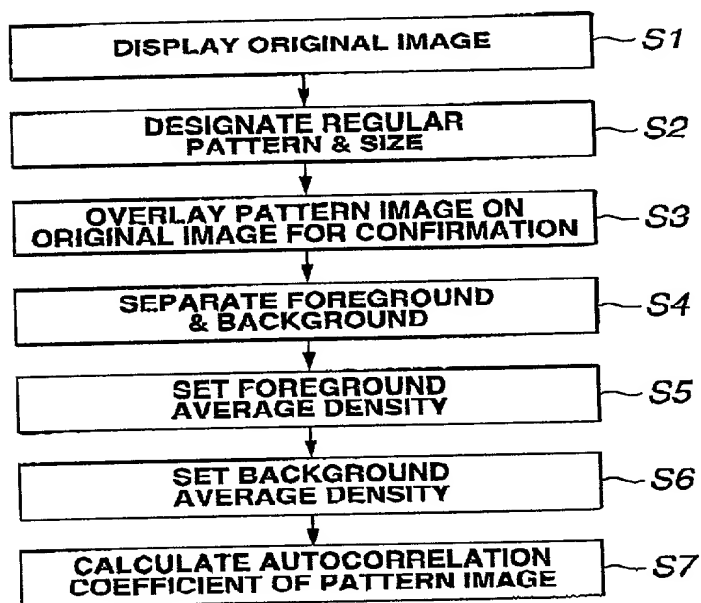 DISPLAY ORIGINAL IMAGE
S1
DESIGNATE REGULAR
PATTERN & SIZE
S2
OVERLAY PATTERN IMAGE ON
ORIGINAL IMAGE FOR CONFIRMATION
S3
SEPARATE FOREGROUND
& BACKGROUND
S4
SET FOREGROUND
AVERAGE DENSITY
S5
SET BACKGROUND
AVERAGE DENSITY
S6
CALCULATE AUTOCORRELATION
COEFFICIENT OF PATTERN IMAGE
S7